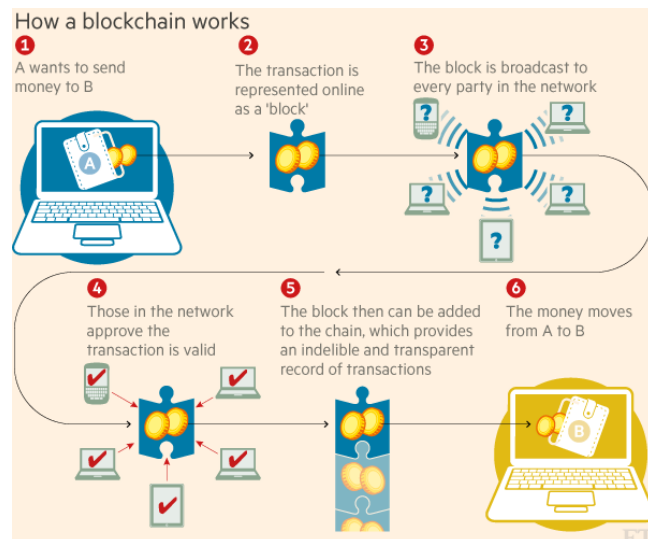 How a blockchain works
1
A wants to send
money to B
A
2
The transaction is
represented online
as a 'block'
3
The block is broadcast to
every party in the network
?
?
?
?
?
4
Those in the network
approve the
transaction is valid
5
The block then can be added
to the chain, which provides
an indelible and transparent
record of transactions
6
The money moves
from A to B
B